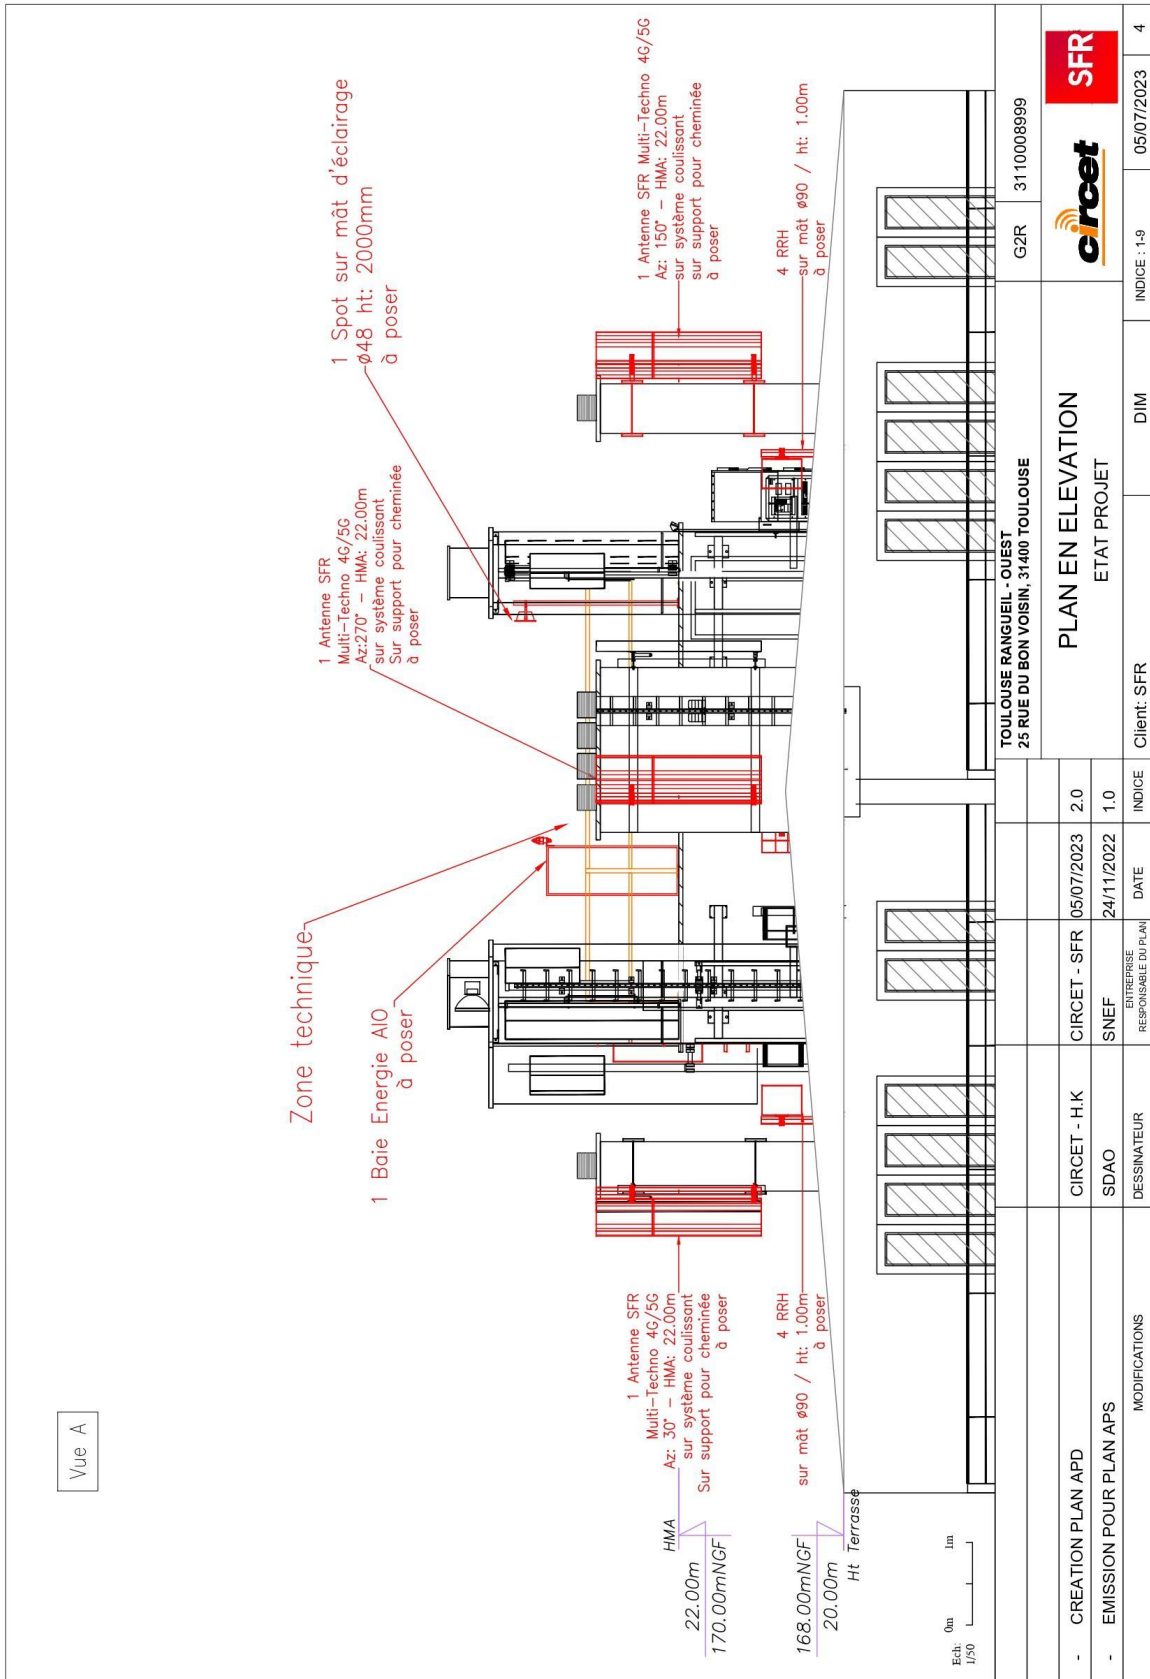 Vue A
Zone technique
1 Baie Energie AIO
à poser
1 Antenne SFR
Multi-Techno 4G/5G
Az:270° - HMA: 22.00m
sur système coulissant
Sur support pour cheminée
à poser
1 Spot sur mât d'éclairage
ø48 ht: 2000mm
à poser
1 Antenne SFR
Multi-Techno 4G/5G
Az: 30° - HMA: 22.00m
sur système coulissant
Sur support pour cheminée
à poser
4 RRH
sur mât ø90 / ht: 1.00m
à poser
1 Antenne SFR Multi-Techno 4G/5G
Az: 150° - HMA: 22.00m
sur système coulissant
sur support pour cheminée
à poser
4 RRH
sur mât ø90 / ht: 1.00m
à poser
HMA
22.00m
170.00mNGF
168.00mNGF
20.00m
Ht Terrasse
Ech:
1/50
0m
1m
TOULOUSE RANGUEIL - OUEST
25 RUE DU BON VOISIN, 31400 TOULOUSE
G2R
3110008999
PLAN EN ELEVATION
ETAT PROJET
circet
SFR
- CREATION PLAN APD
CIRCET - H.K
CIRCET - SFR
05/07/2023
2.0
- EMISSION POUR PLAN APS
SDAO
SNEF
24/11/2022
1.0
MODIFICATIONS
DESSINATEUR
ENTREPRISE
RESPONSABLE DU PLAN
DATE
INDICE
Client: SFR
DIM
INDICE : 1-9
05/07/2023
4